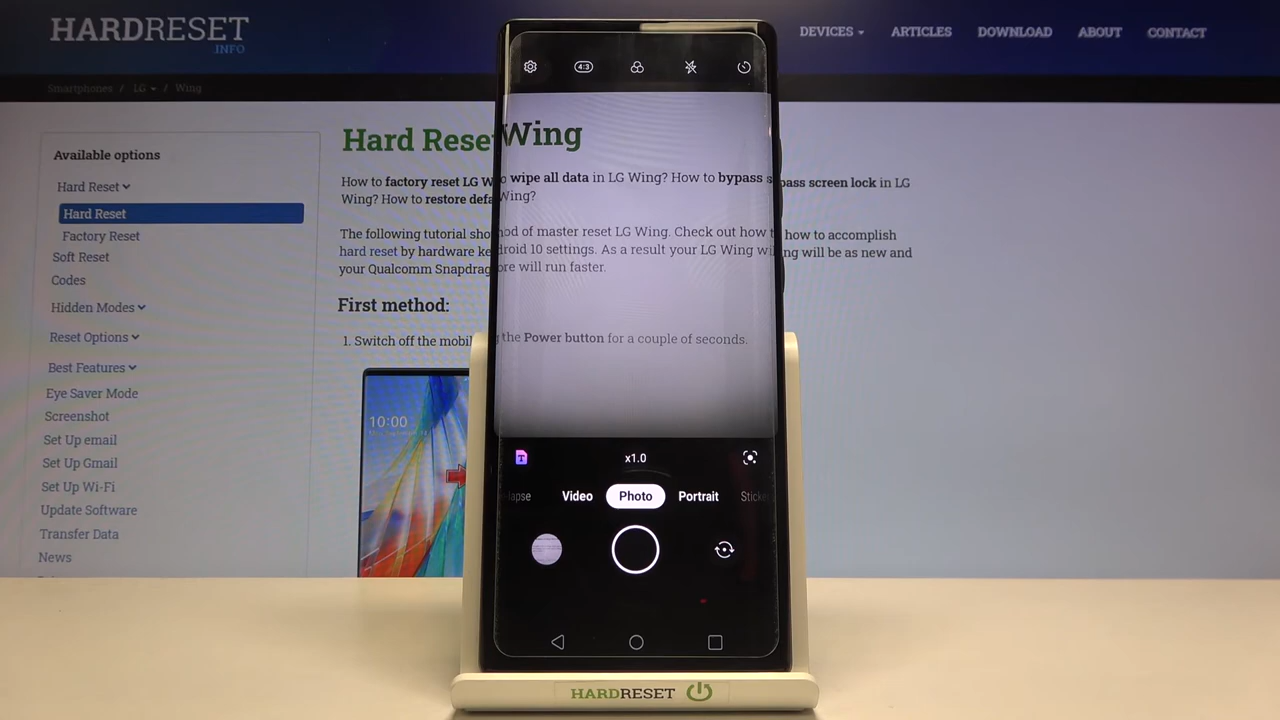 HARDRESET
.INFO
DEVICES ARTICLES DOWNLOAD ABOUT CONTACT
Smartphones / LG / Wing
Available options
Hard Reset
Hard Reset
Factory Reset
Soft Reset
Codes
Hidden Modes
Reset Options
Best Features
Eye Saver Mode
Screenshot
Set Up email
Set Up Gmail
Set Up Wi-Fi
Update Software
Transfer Data
News
Hard Rese
How to factory reset LG W
Wing? How to restore defa
The following tutorial sho
hard reset by hardware ke
your Qualcomm Snapdrag
First method:
1. Switch off the mobil
10:00
4:3
Wing
o wipe all data in LG Wing? How to bypass s
Wing?
hod of master reset LG Wing. Check out how t
droid 10 settings. As a result your LG Wing wi
ore will run faster.
g the Power button for a couple of seconds.
pass screen lock in LG
how to accomplish
ng will be as new and
T
x1.0
-lapse Video Photo Portrait Sticke
HARDRESET